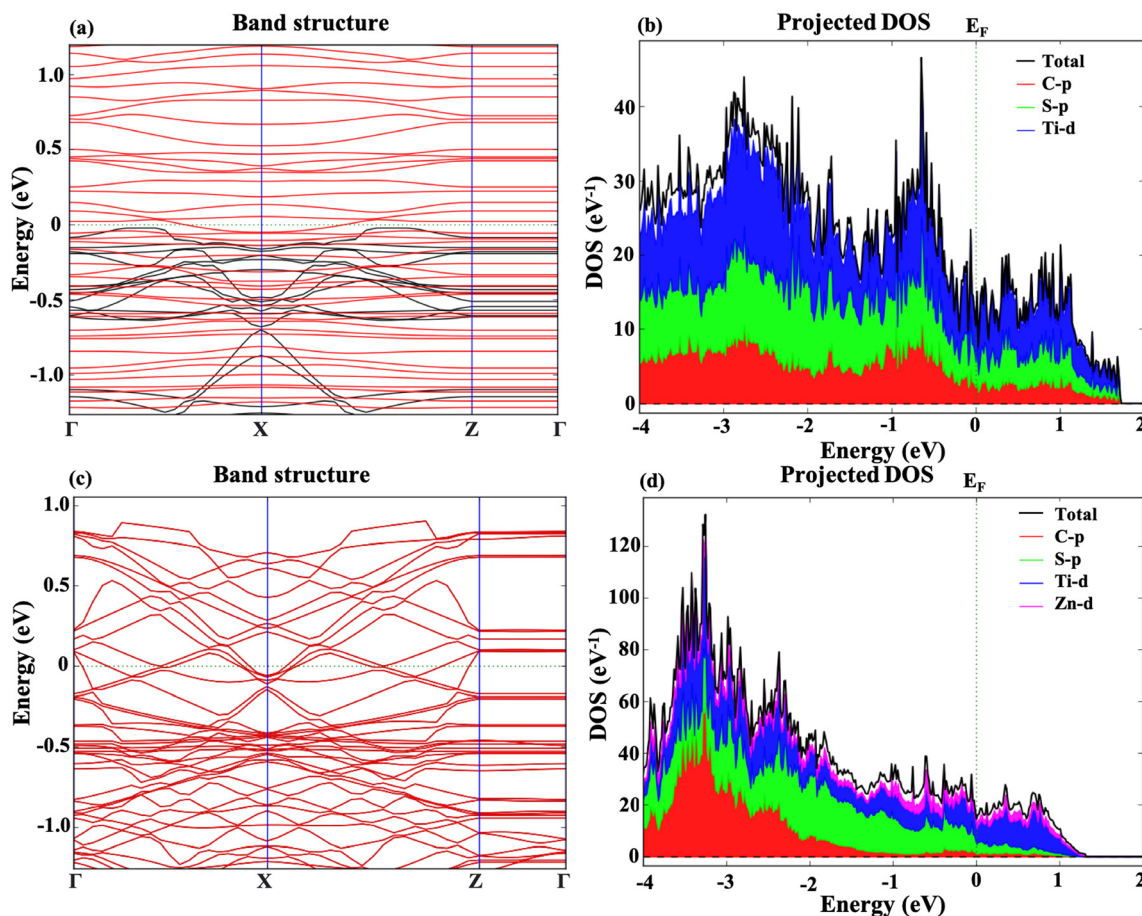 (a)
Band structure
1.0
0.5
0
-0.5
-1.0
Energy (eV)
Γ
X
Z
Γ
(b)
Projected DOS
E_F
Total
C-p
S-p
Ti-d
40
30
20
10
0
DOS (eV⁻¹)
-4
-3
-2
-1
0
1
2
Energy (eV)
(c)
Band structure
1.0
0.5
0
-0.5
-1.0
Energy (eV)
Γ
X
Z
Γ
(d)
Projected DOS
E_F
Total
C-p
S-p
Ti-d
Zn-d
120
100
80
60
40
20
0
DOS (eV⁻¹)
-4
-3
-2
-1
0
1
2
Energy (eV)